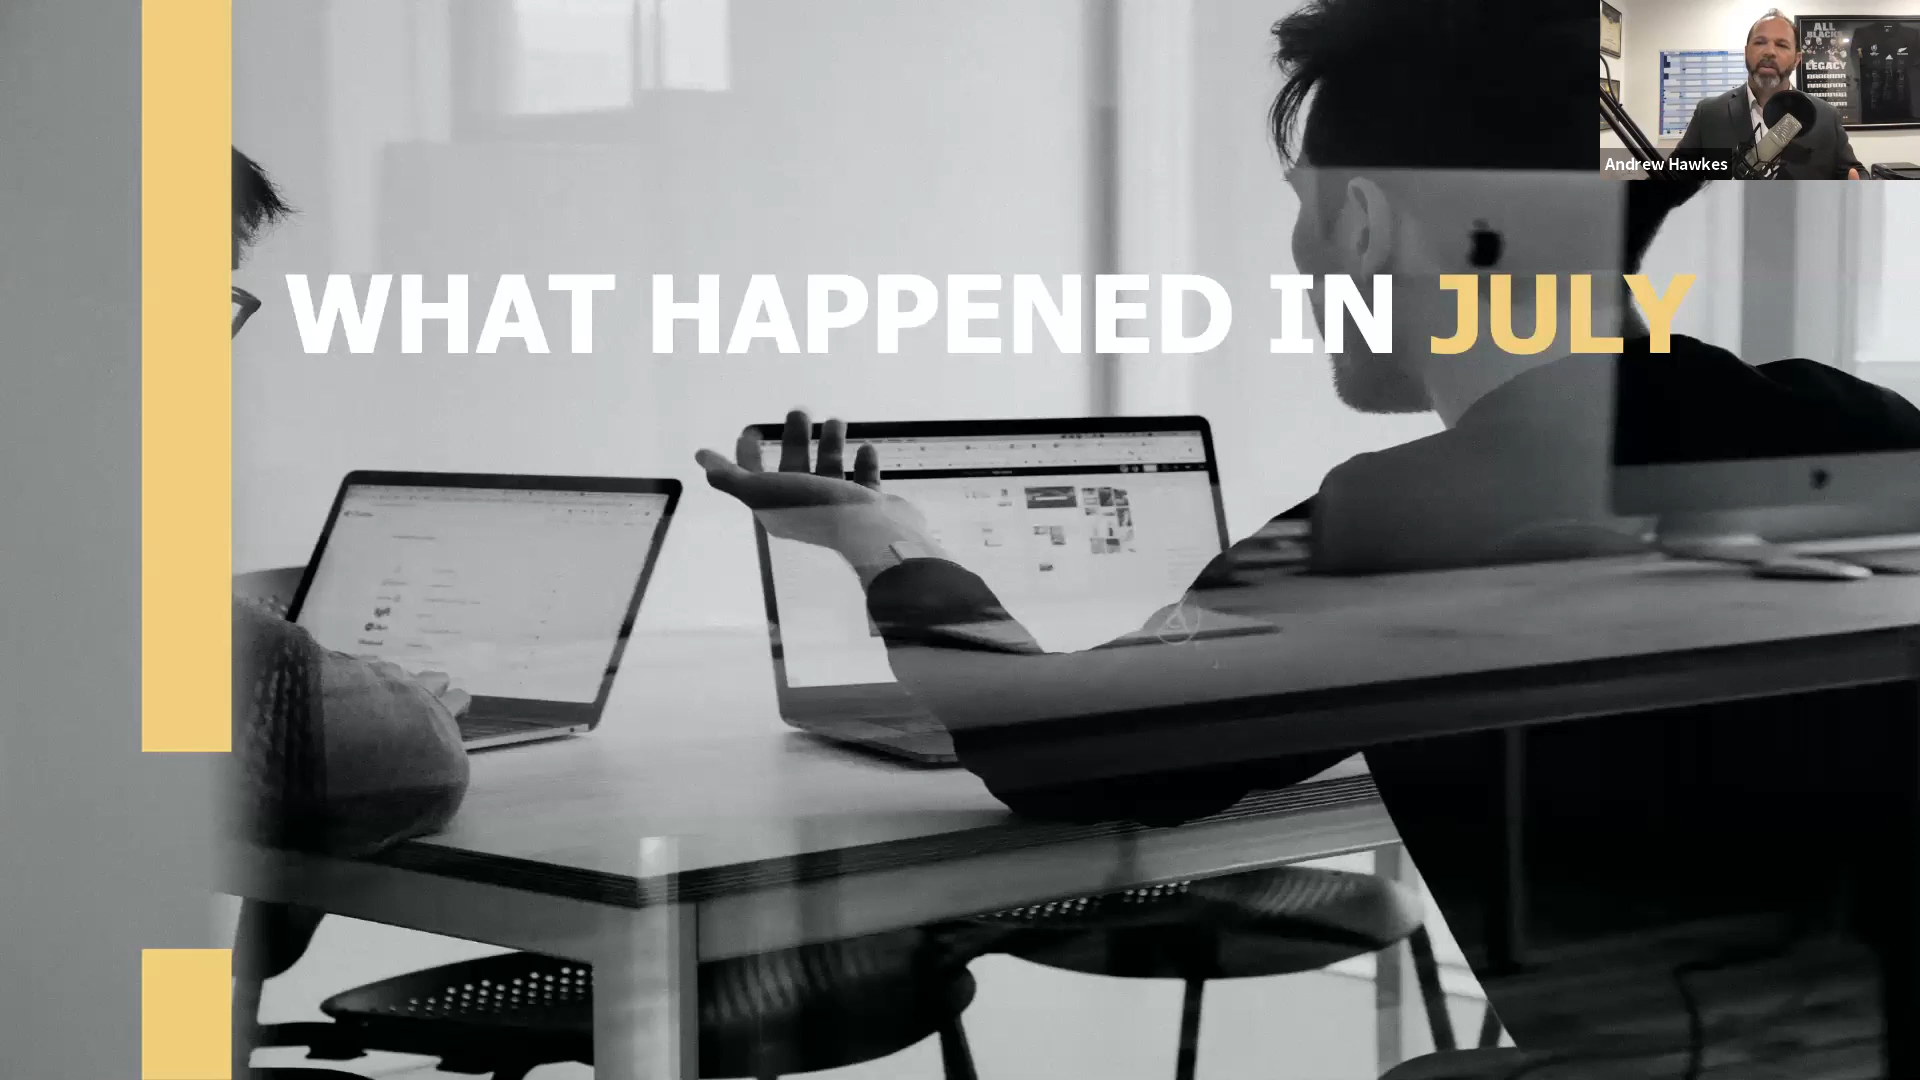 WHAT HAPPENED IN JULY
Andrew Hawkes
ALL
BLACKS
LEGACY